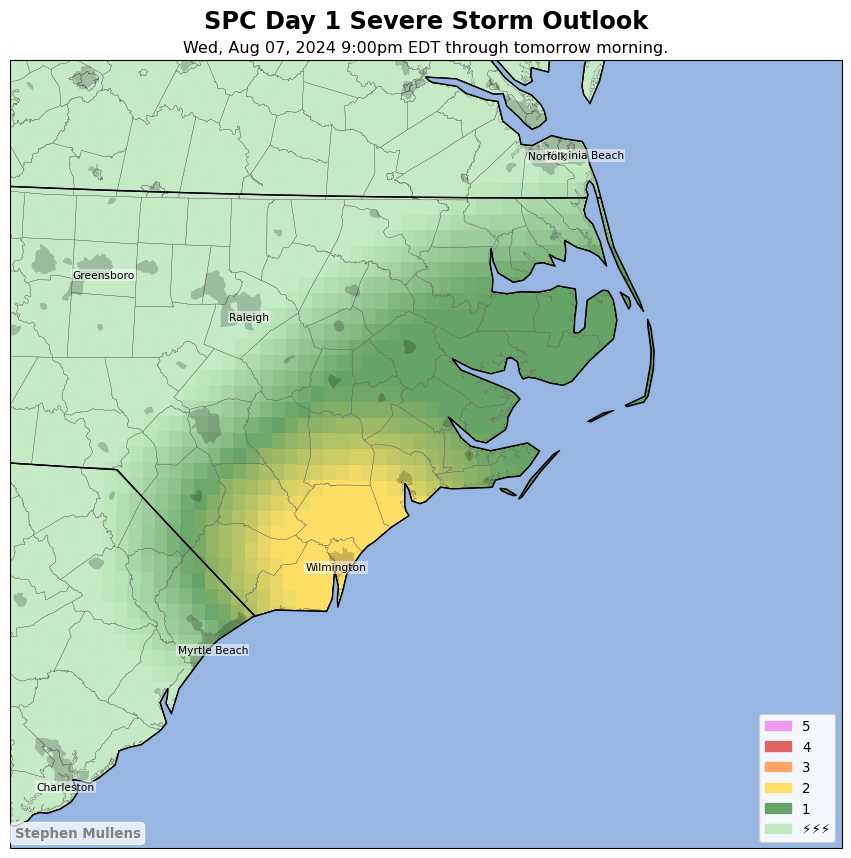 SPC Day 1 Severe Storm Outlook
Wed, Aug 07, 2024 9:00pm EDT through tomorrow morning.
Norfolk
inia Beach
Greensboro
Raleigh
Wilmington
Myrtle Beach
Charleston
5
4
3
2
1
⚡⚡⚡
Stephen Mullens